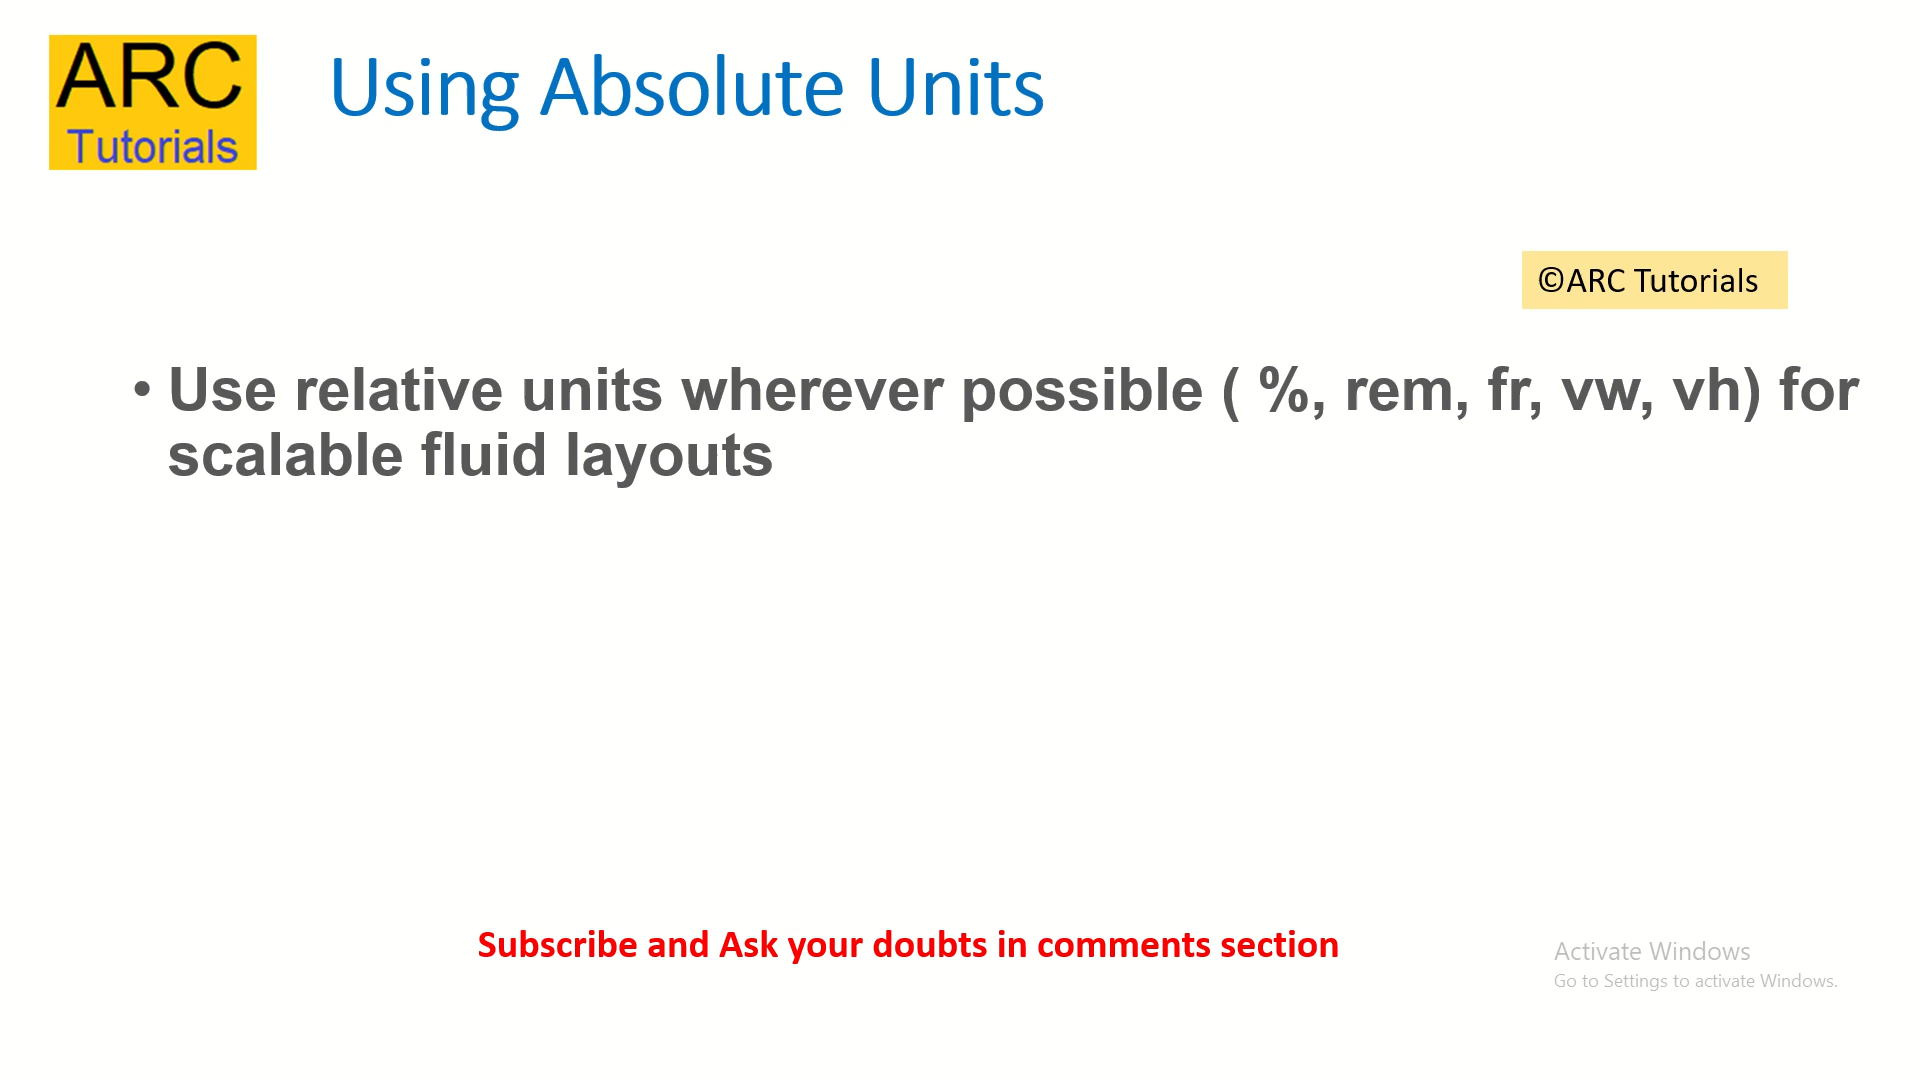 ARC
Tutorials
Using Absolute Units
©ARC Tutorials
• Use relative units wherever possible ( %, rem, fr, vw, vh) for
scalable fluid layouts
Subscribe and Ask your doubts in comments section
Activate Windows
Go to Settings to activate Windows.